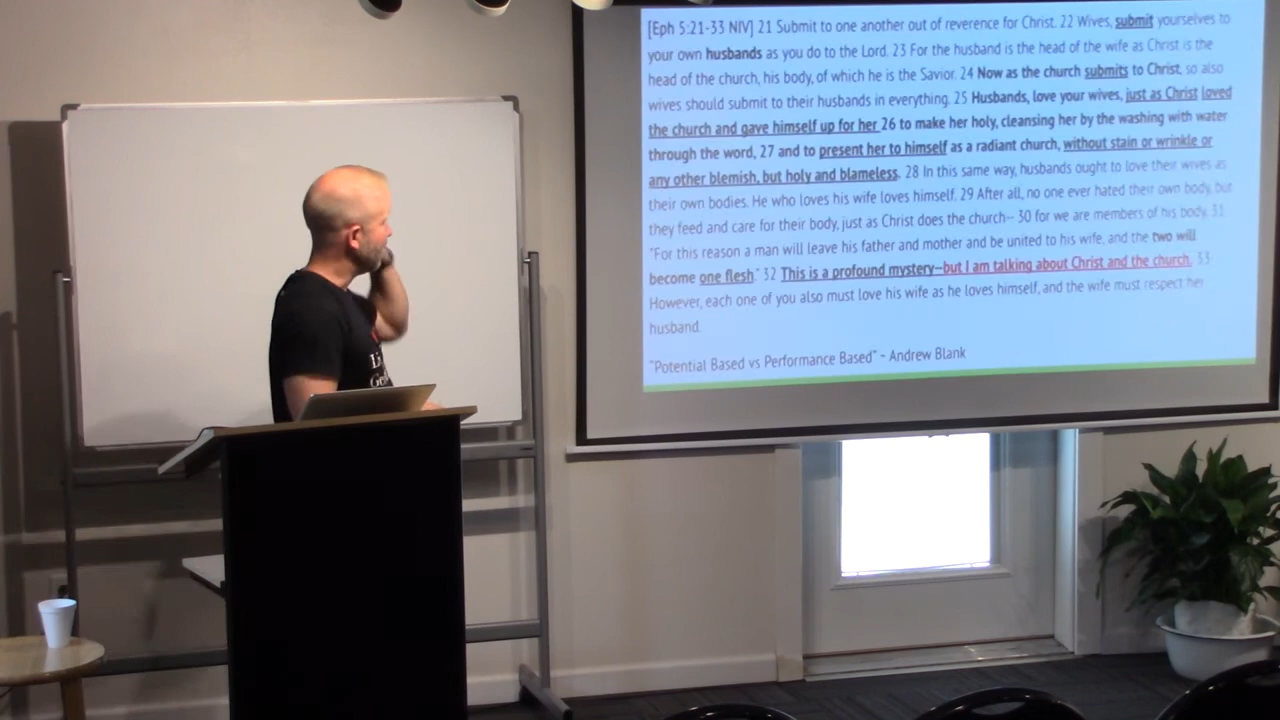 [Eph 5:21-33 NIV] 21 Submit to one another out of reverence for Christ. 22 Wives, submit yourselves to
your own husbands as you do to the Lord. 23 For the husband is the head of the wife as Christ is the
head of the church, his body, of which he is the Savior. 24 Now as the church submits to Christ, so also
wives should submit to their husbands in everything. 25 Husbands, love your wives, just as Christ loved
the church and gave himself up for her 26 to make her holy, cleansing her by the washing with water
through the word, 27 and to present her to himself as a radiant church, without stain or wrinkle or
any other blemish, but holy and blameless. 28 In this same way, husbands ought to love their wives as
their own bodies. He who loves his wife loves himself. 29 After all, no one ever hated their own body, but
they feed and care for their body, just as Christ does the church-- 30 for we are members of his body. 31
"For this reason a man will leave his father and mother and be united to his wife, and the two will
become one flesh." 32 This is a profound mystery--but I am talking about Christ and the church. 33
However, each one of you also must love his wife as he loves himself, and the wife must respect her
husband.
"Potential Based vs Performance Based" - Andrew Blank